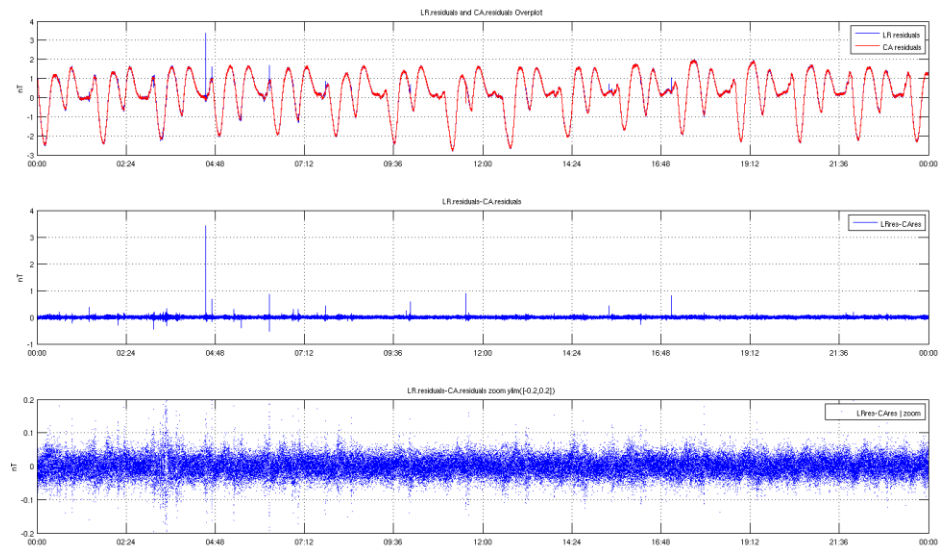 LR.residuals and CA.residuals Overplot
4
3
2
1
0
-1
-2
-3
nT
LR residuals
CA residuals
00:00 02:24 04:48 07:12 09:36 12:00 14:24 16:48 19:12 21:36 00:00
LR.residuals-CA.residuals
4
3
2
1
0
-1
nT
LRres-CAres
00:00 02:24 04:48 07:12 09:36 12:00 14:24 16:48 19:12 21:36 00:00
LR.residuals-CA.residuals zoom ylim([-0.2,0.2])
0.2
0.1
0
-0.1
-0.2
nT
LRres-CAres | zoom
00:00 02:24 04:48 07:12 09:36 12:00 14:24 16:48 19:12 21:36 00:00